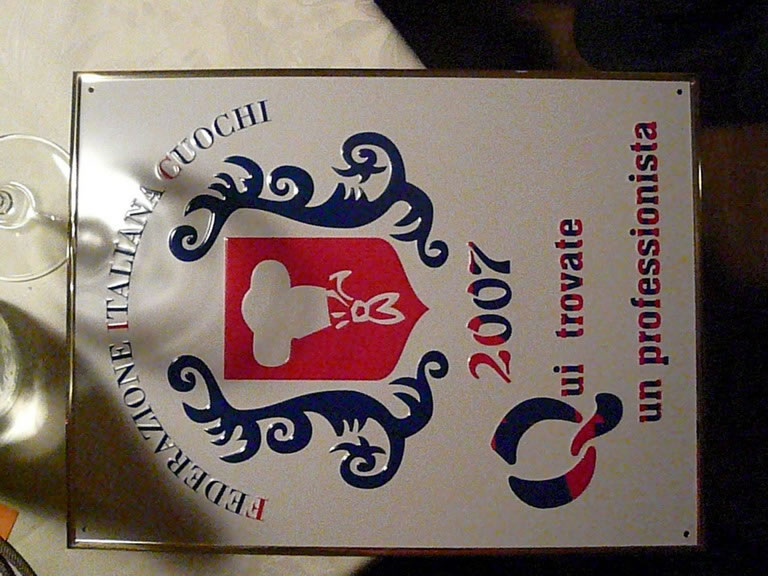 FEDERAZIONE ITALIANA CUOCHI
2007
Qui trovate
un professionista